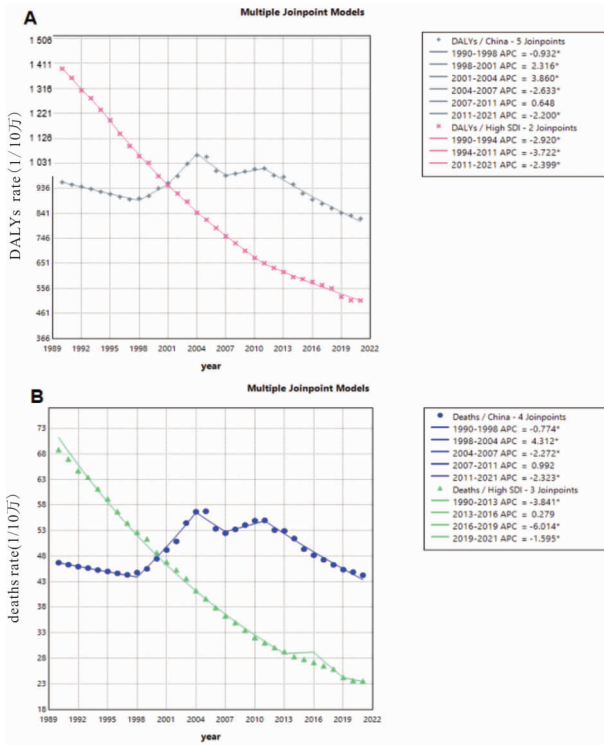 A
Multiple Joinpoint Models
DALYs rate(1/10万)
1 506
1 411
1 316
1 221
1 126
1 031
936
841
746
651
556
461
366
1989 1992 1995 1998 2001 2004 2007 2010 2013 2016 2019 2022
year
DALYs / China - 5 Joinpoints
1990-1998 APC = -0.932*
1998-2001 APC = 2.316*
2001-2004 APC = 3.860*
2004-2007 APC = -2.633*
2007-2011 APC = 0.648
2011-2021 APC = -2.200*
DALYs / High SDI - 2 Joinpoints
1990-1994 APC = -2.920*
1994-2011 APC = -3.722*
2011-2021 APC = -2.399*
B
Multiple Joinpoint Models
deaths rate(1/10万)
73
68
63
58
53
48
43
38
33
28
23
18
1989 1992 1995 1998 2001 2004 2007 2010 2013 2016 2019 2022
year
Deaths / China - 4 Joinpoints
1990-1998 APC = -0.774*
1998-2004 APC = 4.312*
2004-2007 APC = -2.272*
2007-2011 APC = 0.992
2011-2021 APC = -2.323*
Deaths / High SDI - 3 Joinpoints
1990-2013 APC = -3.841*
2013-2016 APC = 0.279
2016-2019 APC = -6.014*
2019-2021 APC = -1.595*